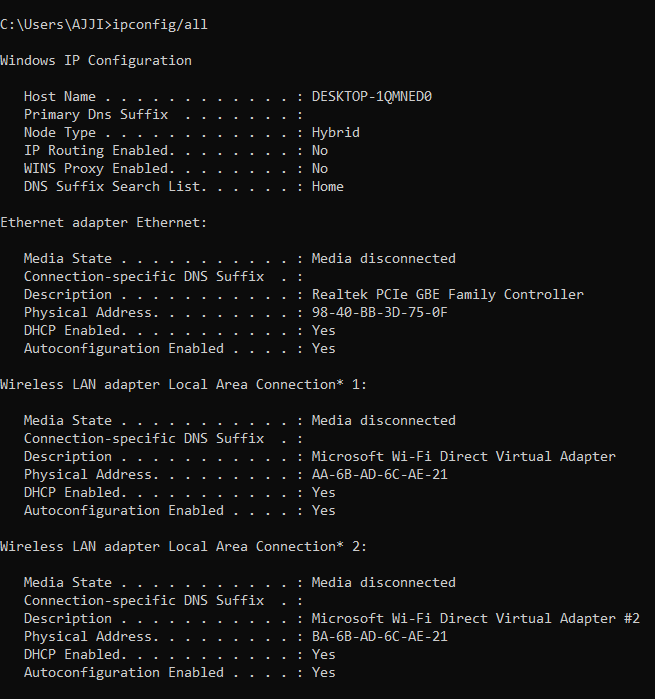 C:\Users\AJJI>ipconfig/all
Windows IP Configuration
Host Name . . . . . . . . . . . . : DESKTOP-1QMNED0
Primary Dns Suffix  . . . . . . . :
Node Type . . . . . . . . . . . . : Hybrid
IP Routing Enabled. . . . . . . . : No
WINS Proxy Enabled. . . . . . . . : No
DNS Suffix Search List. . . . . . : Home
Ethernet adapter Ethernet:
Media State . . . . . . . . . . . : Media disconnected
Connection-specific DNS Suffix  . :
Description . . . . . . . . . . . : Realtek PCIe GBE Family Controller
Physical Address. . . . . . . . . : 98-40-BB-3D-75-0F
DHCP Enabled. . . . . . . . . . . : Yes
Autoconfiguration Enabled . . . . : Yes
Wireless LAN adapter Local Area Connection* 1:
Media State . . . . . . . . . . . : Media disconnected
Connection-specific DNS Suffix  . :
Description . . . . . . . . . . . : Microsoft Wi-Fi Direct Virtual Adapter
Physical Address. . . . . . . . . : AA-6B-AD-6C-AE-21
DHCP Enabled. . . . . . . . . . . : Yes
Autoconfiguration Enabled . . . . : Yes
Wireless LAN adapter Local Area Connection* 2:
Media State . . . . . . . . . . . : Media disconnected
Connection-specific DNS Suffix  . :
Description . . . . . . . . . . . : Microsoft Wi-Fi Direct Virtual Adapter #2
Physical Address. . . . . . . . . : BA-6B-AD-6C-AE-21
DHCP Enabled. . . . . . . . . . . : Yes
Autoconfiguration Enabled . . . . : Yes